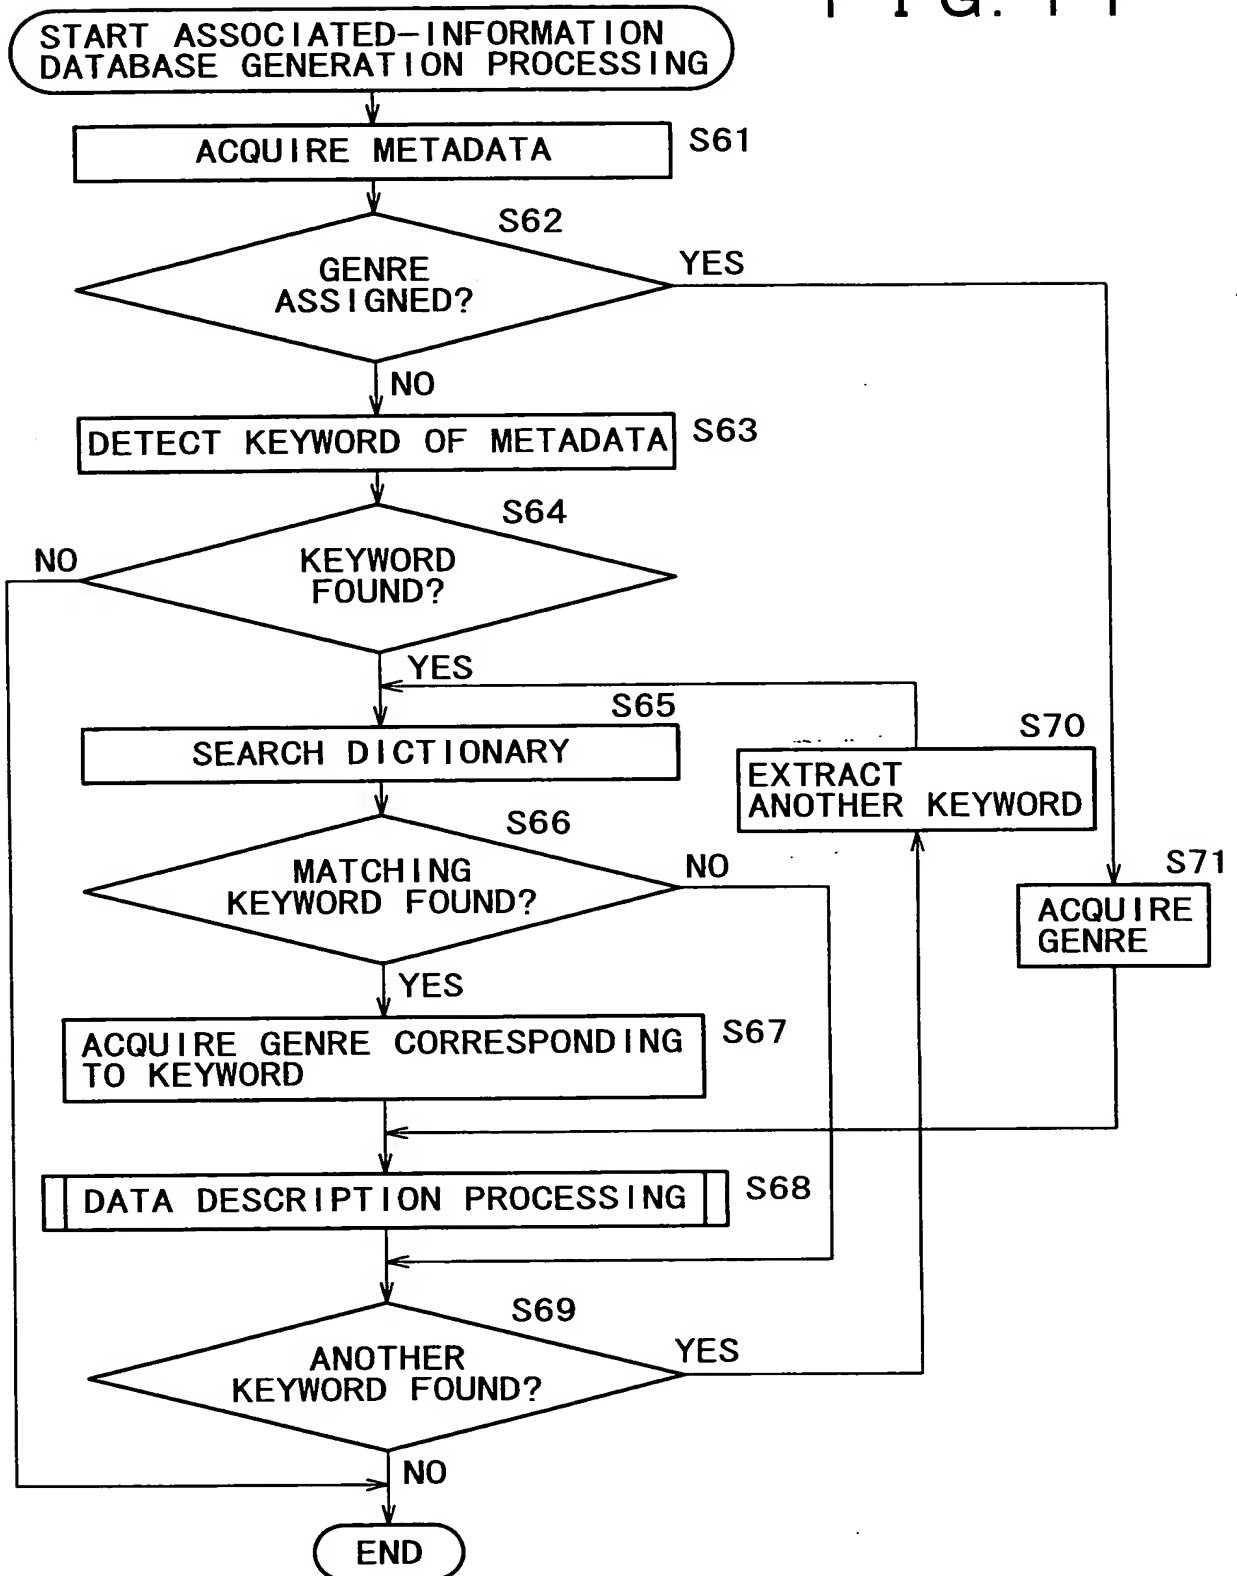 START ASSOCIATED-INFORMATION
DATABASE GENERATION PROCESSING
ACQUIRE METADATA
S61
S62
GENRE
ASSIGNED?
YES
NO
DETECT KEYWORD OF METADATA
S63
S64
NO
KEYWORD
FOUND?
YES
S65
SEARCH DICTIONARY
S70
EXTRACT
ANOTHER KEYWORD
S66
MATCHING
KEYWORD FOUND?
NO
S71
ACQUIRE
GENRE
YES
ACQUIRE GENRE CORRESPONDING
TO KEYWORD
S67
DATA DESCRIPTION PROCESSING
S68
S69
ANOTHER
KEYWORD FOUND?
YES
NO
END